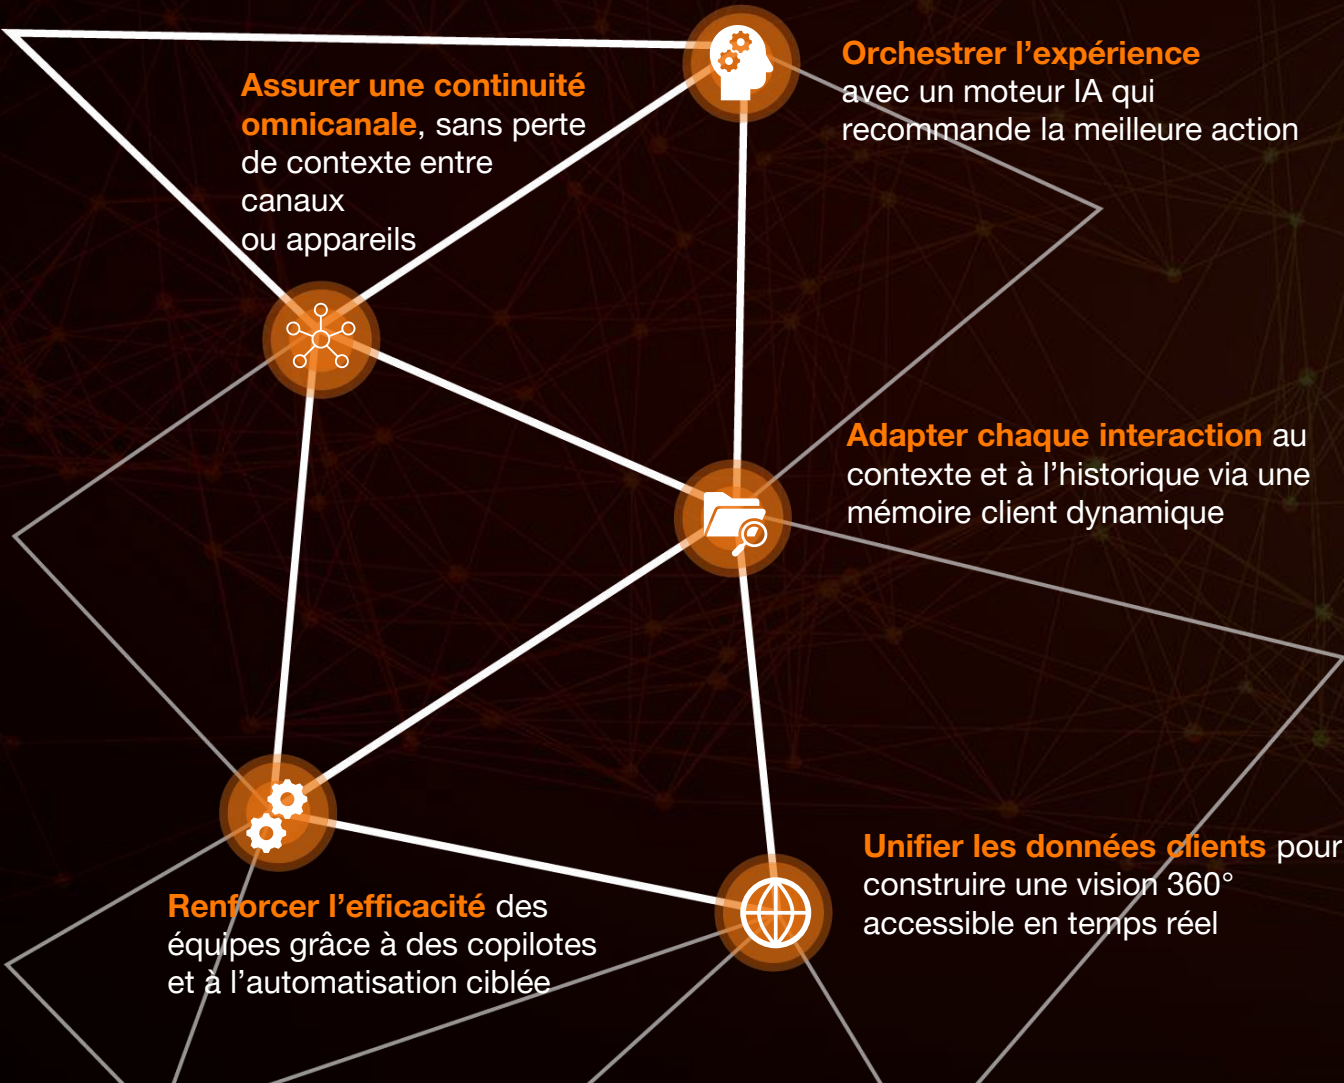 Assurer une continuité
omnicanale, sans perte
de contexte entre
canaux
ou appareils
Orchestrer l’expérience
avec un moteur IA qui
recommande la meilleure action
Adapter chaque interaction au
contexte et à l’historique via une
mémoire client dynamique
Renforcer l’efficacité des
équipes grâce à des copilotes
et à l’automatisation ciblée
Unifier les données clients pour
construire une vision 360°
accessible en temps réel